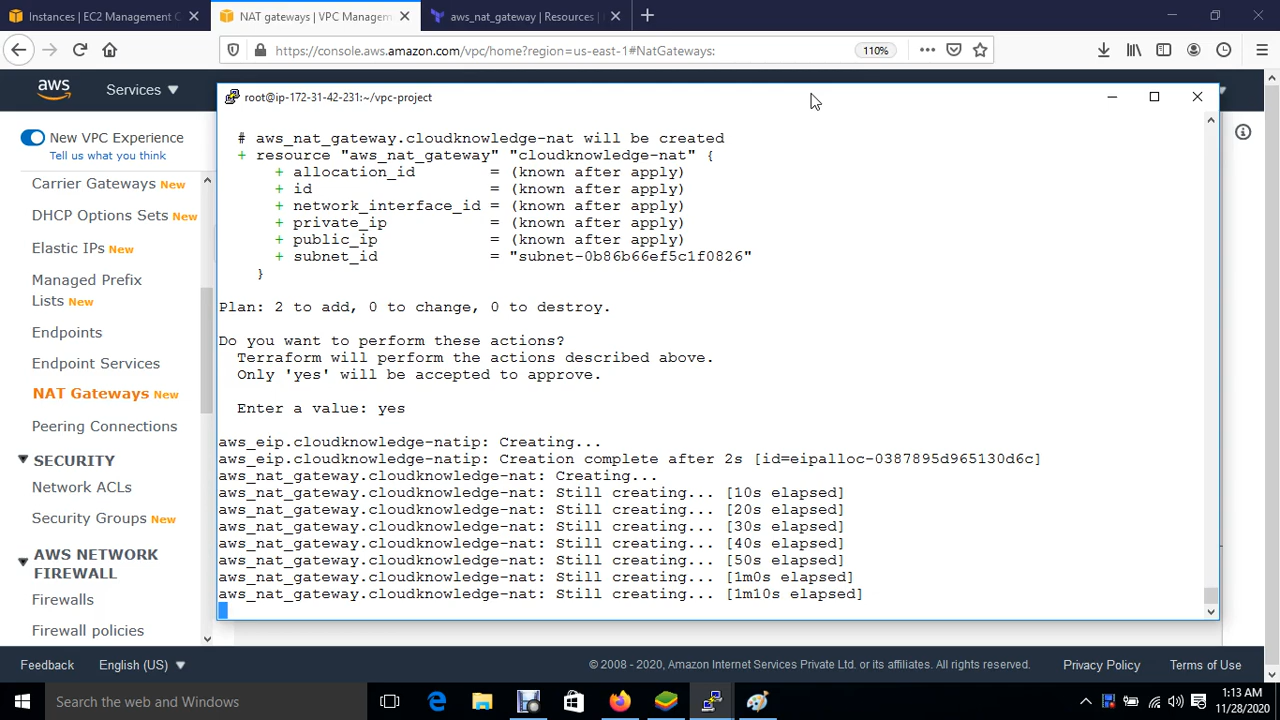 Instances | EC2 Management C
NAT gateways | VPC Managem
aws_nat_gateway | Resources |
https://console.aws.amazon.com/vpc/home?region=us-east-1#NatGateways:
110%
aws
Services
New VPC Experience
Tell us what you think
Carrier Gateways New
DHCP Options Sets New
Elastic IPs New
Managed Prefix
Lists New
Endpoints
Endpoint Services
NAT Gateways New
Peering Connections
SECURITY
Network ACLs
Security Groups New
AWS NETWORK
FIREWALL
Firewalls
Firewall policies
root@ip-172-31-42-231:~/vpc-project
# aws_nat_gateway.cloudknowledge-nat will be created
+ resource "aws_nat_gateway" "cloudknowledge-nat" {
+ allocation_id = (known after apply)
+ id = (known after apply)
+ network_interface_id = (known after apply)
+ private_ip = (known after apply)
+ public_ip = (known after apply)
+ subnet_id = "subnet-0b86b66ef5c1f0826"
}
Plan: 2 to add, 0 to change, 0 to destroy.
Do you want to perform these actions?
Terraform will perform the actions described above.
Only 'yes' will be accepted to approve.
Enter a value: yes
aws_eip.cloudknowledge-natip: Creating...
aws_eip.cloudknowledge-natip: Creation complete after 2s [id=eipalloc-0387895d965130d6c]
aws_nat_gateway.cloudknowledge-nat: Creating...
aws_nat_gateway.cloudknowledge-nat: Still creating... [10s elapsed]
aws_nat_gateway.cloudknowledge-nat: Still creating... [20s elapsed]
aws_nat_gateway.cloudknowledge-nat: Still creating... [30s elapsed]
aws_nat_gateway.cloudknowledge-nat: Still creating... [40s elapsed]
aws_nat_gateway.cloudknowledge-nat: Still creating... [50s elapsed]
aws_nat_gateway.cloudknowledge-nat: Still creating... [1m0s elapsed]
aws_nat_gateway.cloudknowledge-nat: Still creating... [1m10s elapsed]
Feedback
English (US)
© 2008 - 2020, Amazon Internet Services Private Ltd. or its affiliates. All rights reserved.
Privacy Policy
Terms of Use
Search the web and Windows
1:13 AM
11/28/2020